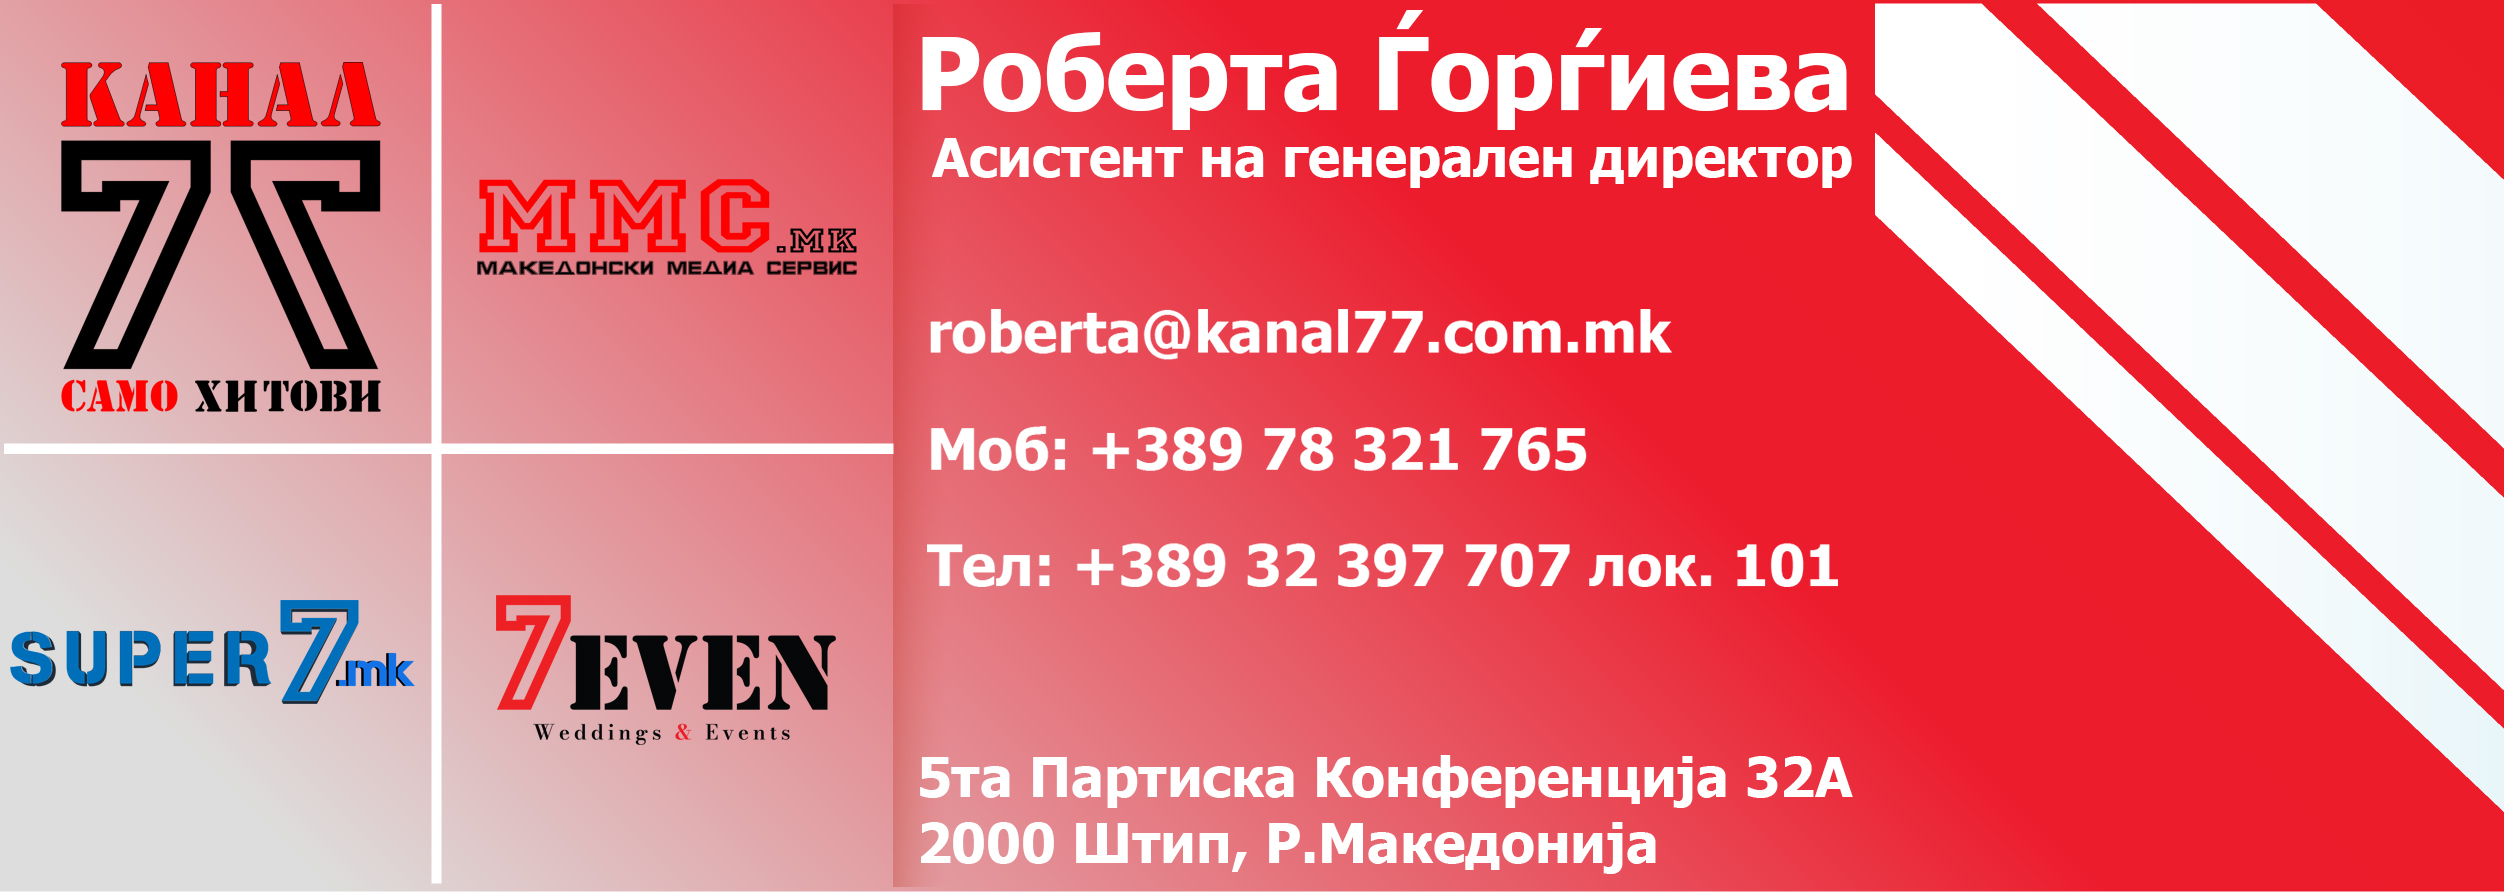 КАНАЛ
77
САМО ХИТОВИ
ММС.МК
МАКЕДОНСКИ МЕДИА СЕРВИС
SUPER7.mk
7EVEN
Weddings & Events
Роберта Ѓорѓиева
Асистент на генерален директор
roberta@kanal77.com.mk
Моб: +389 78 321 765
Тел: +389 32 397 707 лок. 101
5та Партиска Конференција 32А
2000 Штип, Р.Македонија